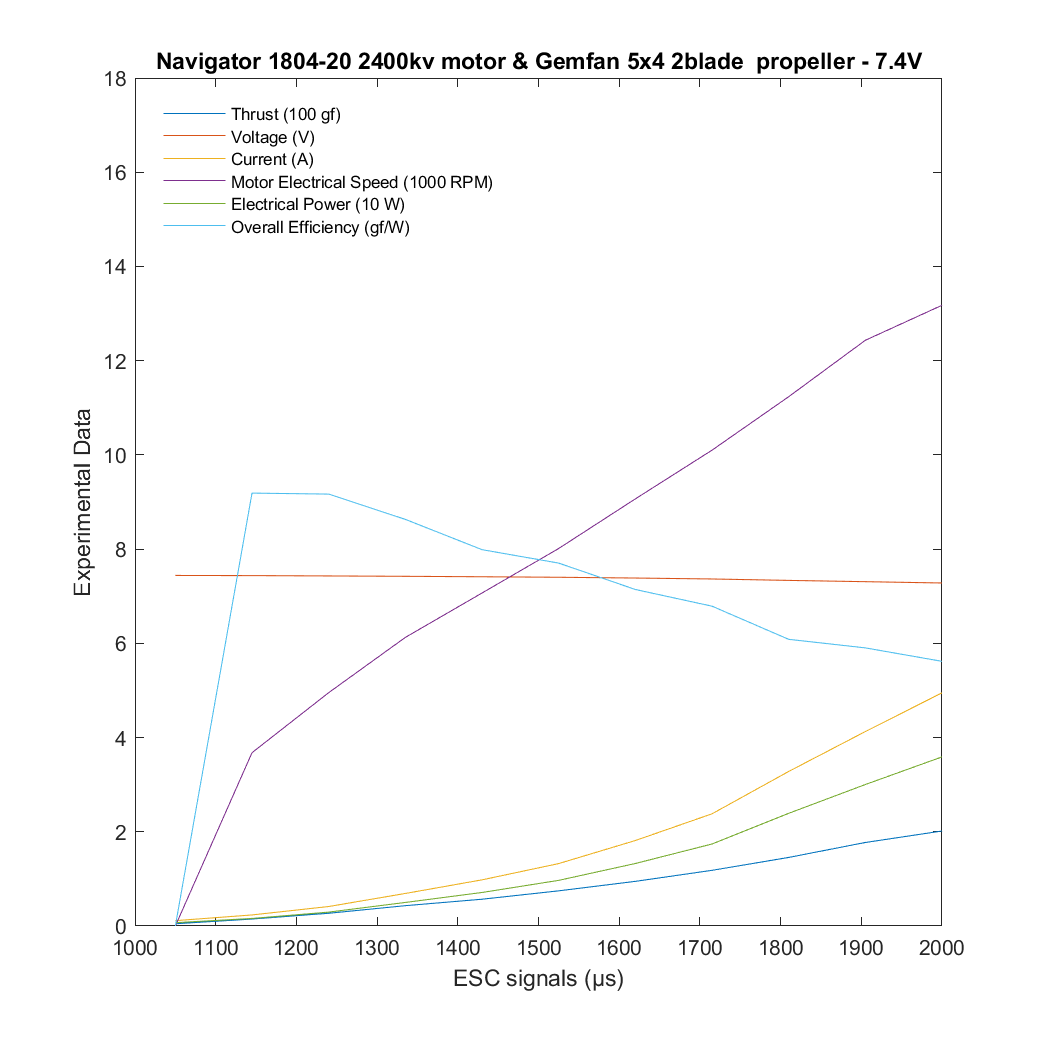 Navigator 1804-20 2400kv motor & Gemfan 5x4 2blade  propeller - 7.4V
18
16
14
12
10
8
6
4
2
0
Thrust (100 gf)
Voltage (V)
Current (A)
Motor Electrical Speed (1000 RPM)
Electrical Power (10 W)
Overall Efficiency (gf/W)
Experimental Data
1000 1100 1200 1300 1400 1500 1600 1700 1800 1900 2000
ESC signals (μs)